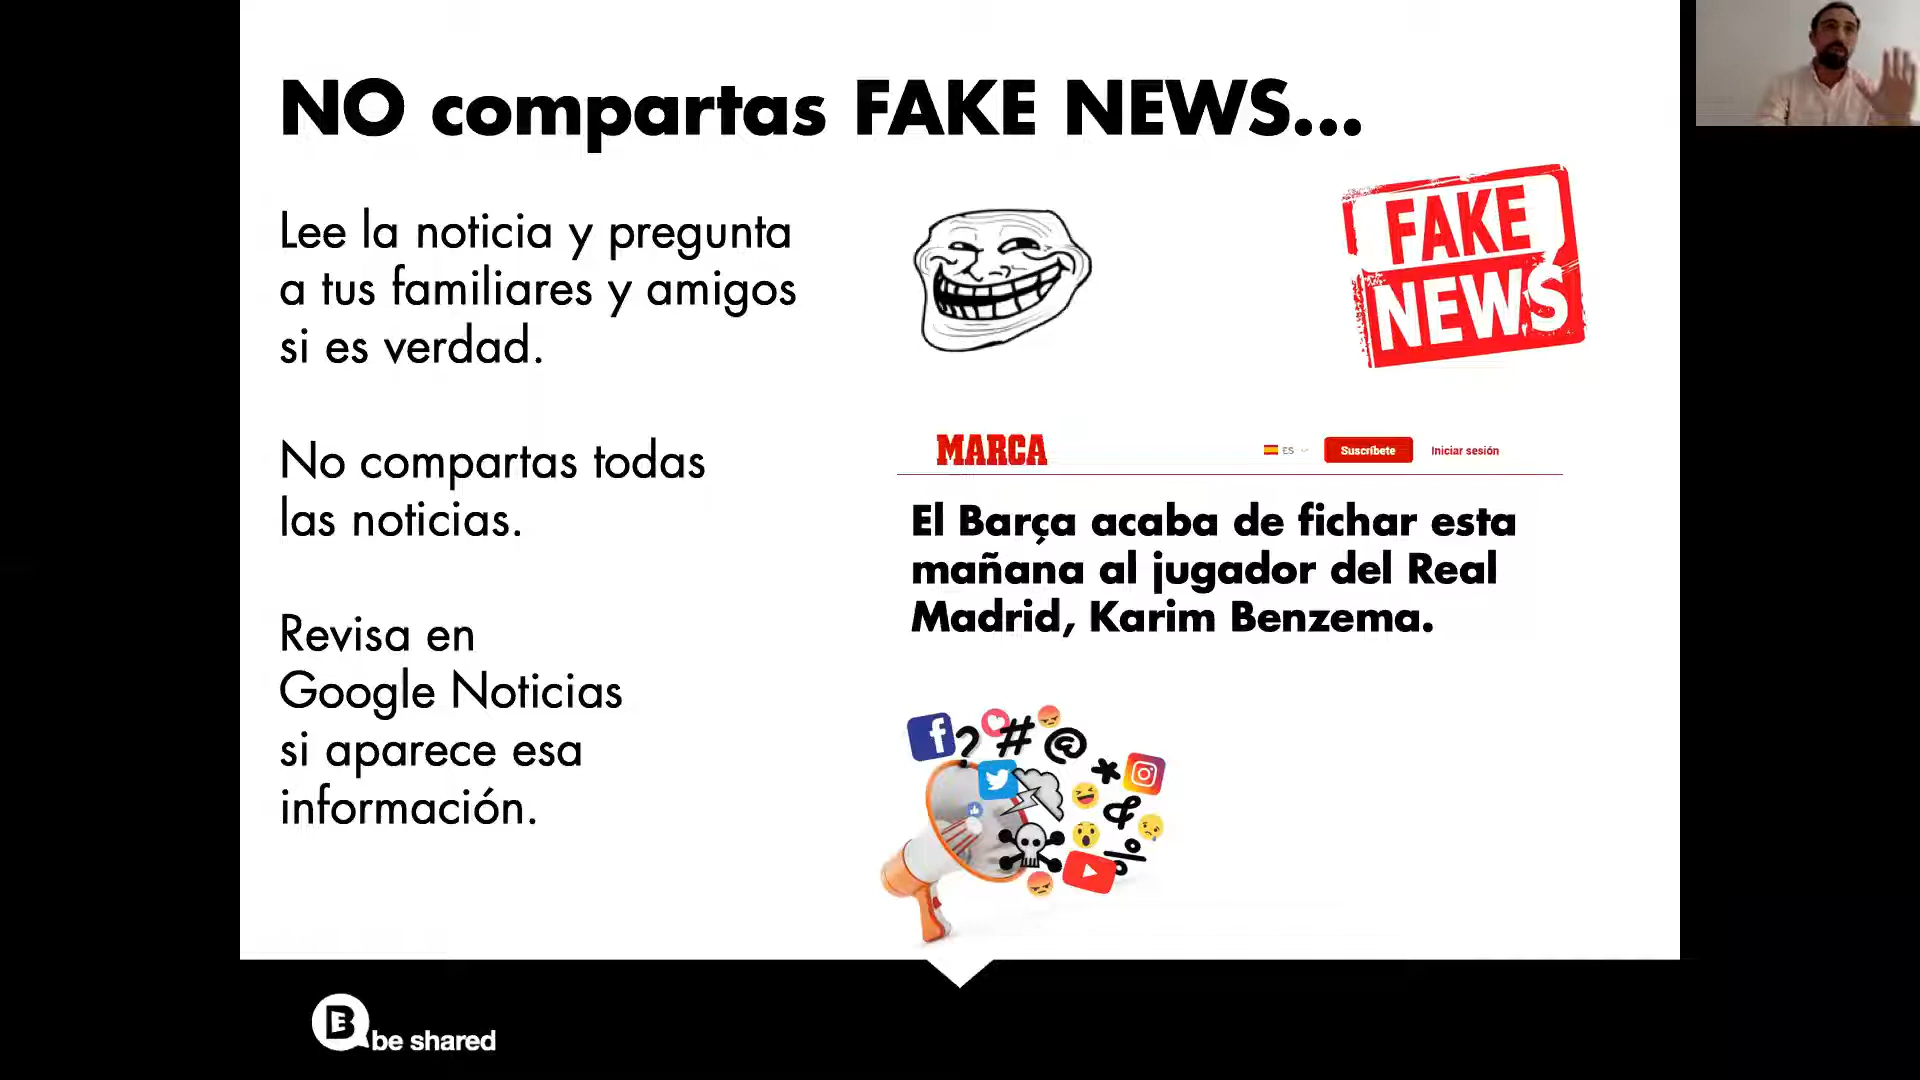 NO compartas FAKE NEWS...
Lee la noticia y pregunta
a tus familiares y amigos
si es verdad.
No compartas todas
las noticias.
Revisa en
Google Noticias
si aparece esa
información.
FAKE
NEWS
MARCA
ES
Suscríbete
Iniciar sesión
El Barça acaba de fichar esta
mañana al jugador del Real
Madrid, Karim Benzema.
f ? # @ * & %
B be shared